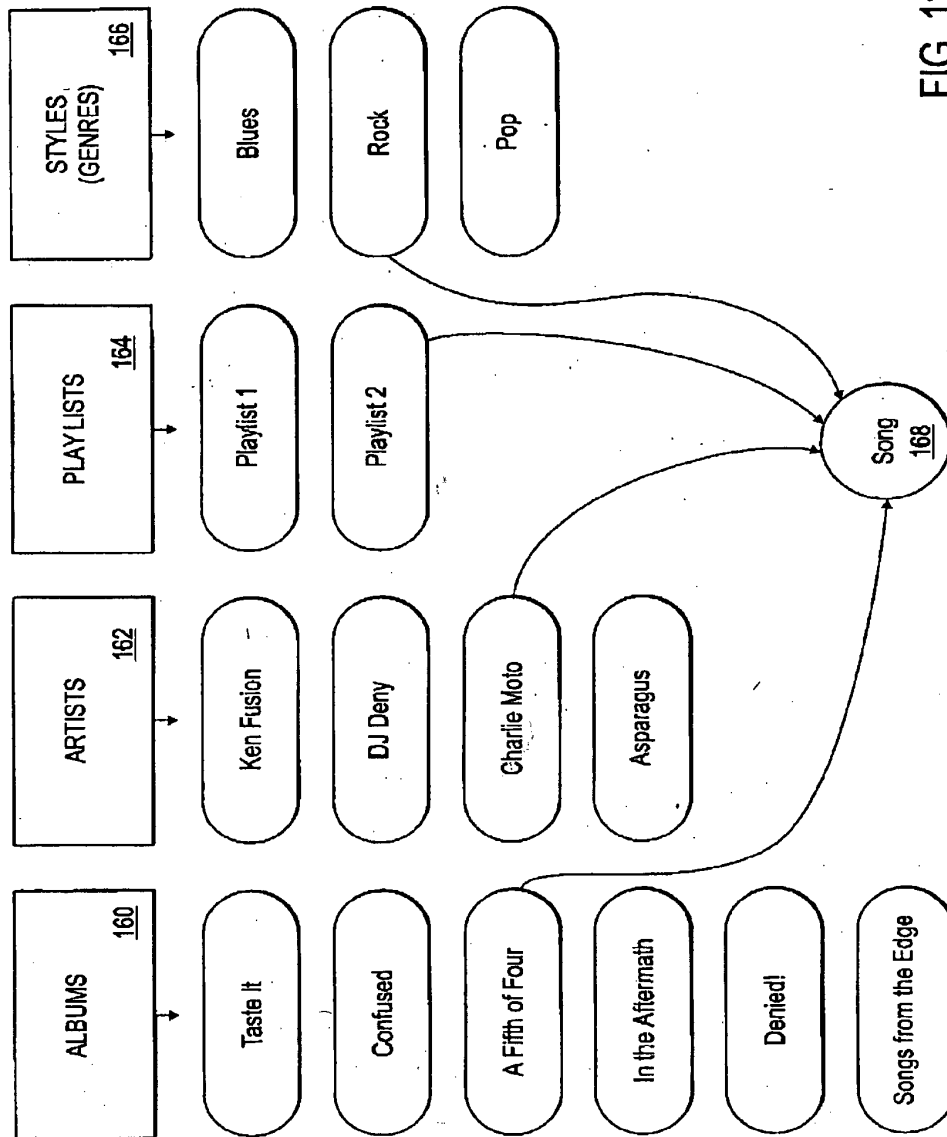 ALBUMS
160
Taste It
Confused
A Fifth of Four
In the Aftermath
Denied!
Songs from the Edge
ARTISTS
162
Ken Fusion
DJ Deny
Charlie Moto
Asparagus
PLAYLISTS
164
Playlist 1
Playlist 2
STYLES
(GENRES)
166
Blues
Rock
Pop
Song
168
FIG.